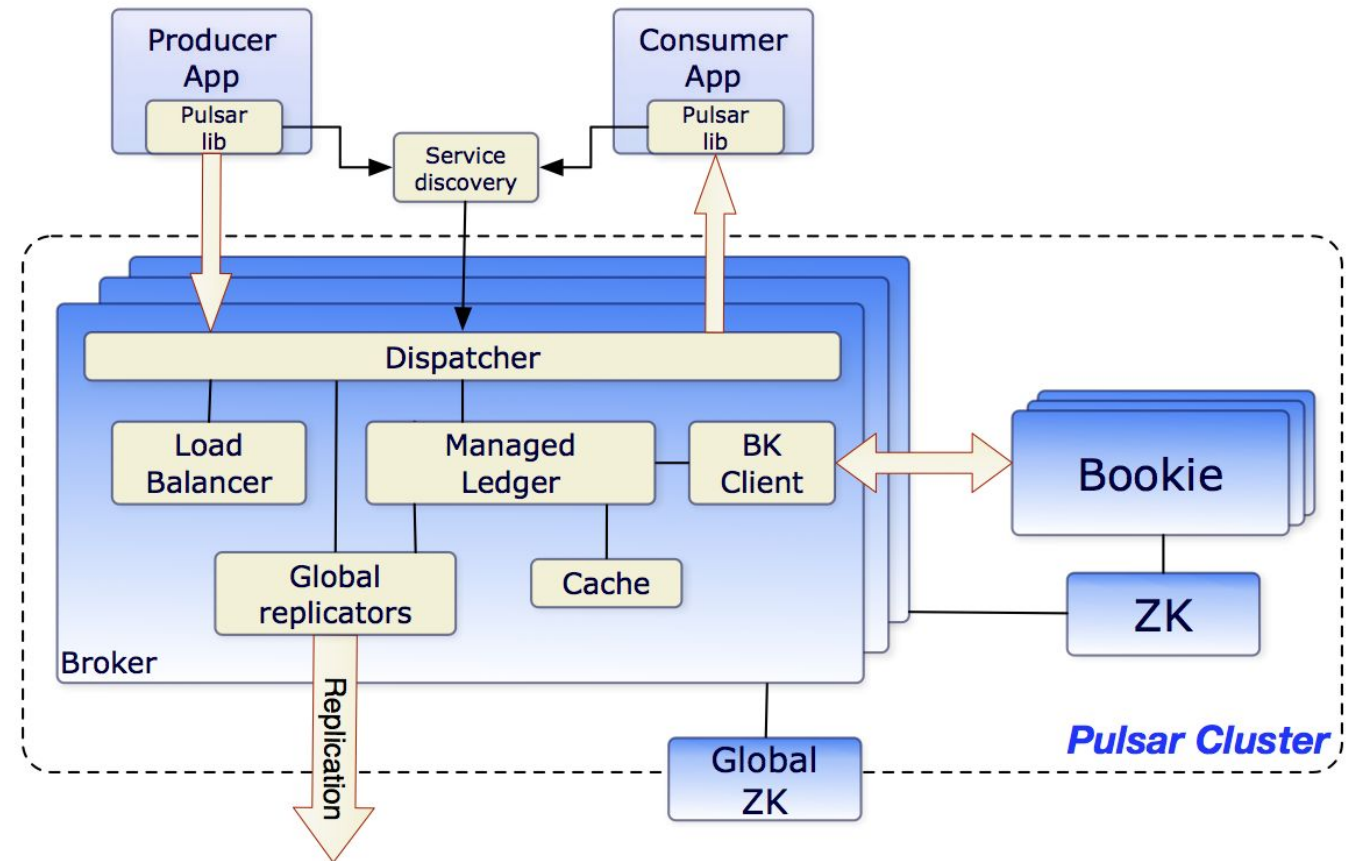 Producer
App
Pulsar
lib
Consumer
App
Pulsar
lib
Service
discovery
Dispatcher
Load
Balancer
Managed
Ledger
BK
Client
Bookie
Global
replicators
Cache
ZK
Broker
Replication
Pulsar Cluster
Global
ZK